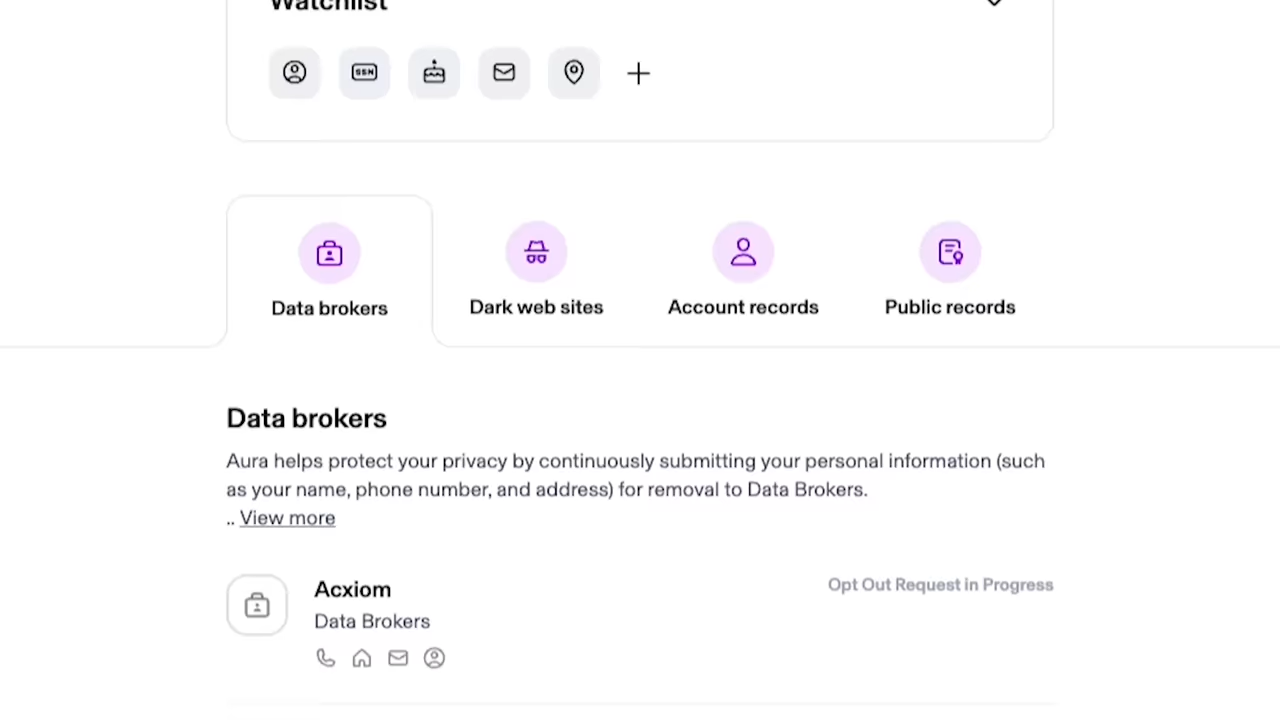 Watchlist
SSN
Data brokers
Dark web sites
Account records
Public records
Data brokers
Aura helps protect your privacy by continuously submitting your personal information (such
as your name, phone number, and address) for removal to Data Brokers.
.. View more
Acxiom
Opt Out Request in Progress
Data Brokers